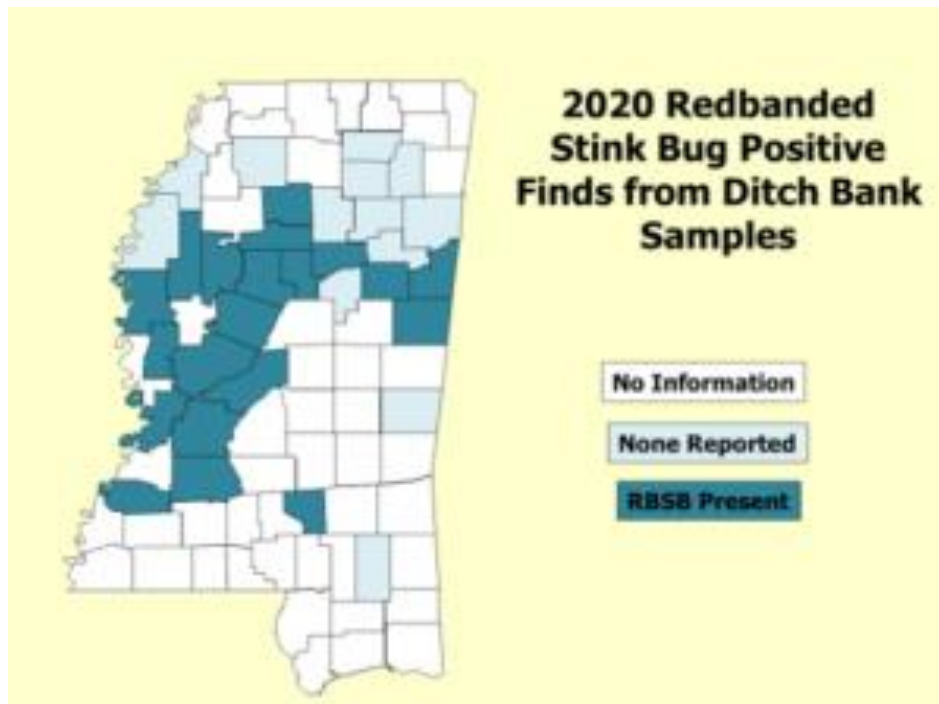 2020 Redbanded
Stink Bug Positive
Finds from Ditch Bank
Samples
No Information
None Reported
RBSB Present